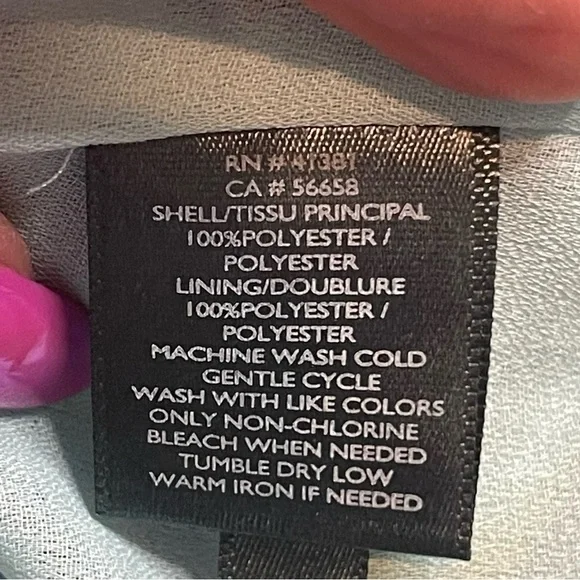 RN # 41381
CA # 56658
SHELL/TISSU PRINCIPAL
100%POLYESTER /
POLYESTER
LINING/DOUBLURE
100%POLYESTER /
POLYESTER
MACHINE WASH COLD
GENTLE CYCLE
WASH WITH LIKE COLORS
ONLY NON-CHLORINE
BLEACH WHEN NEEDED
TUMBLE DRY LOW
WARM IRON IF NEEDED